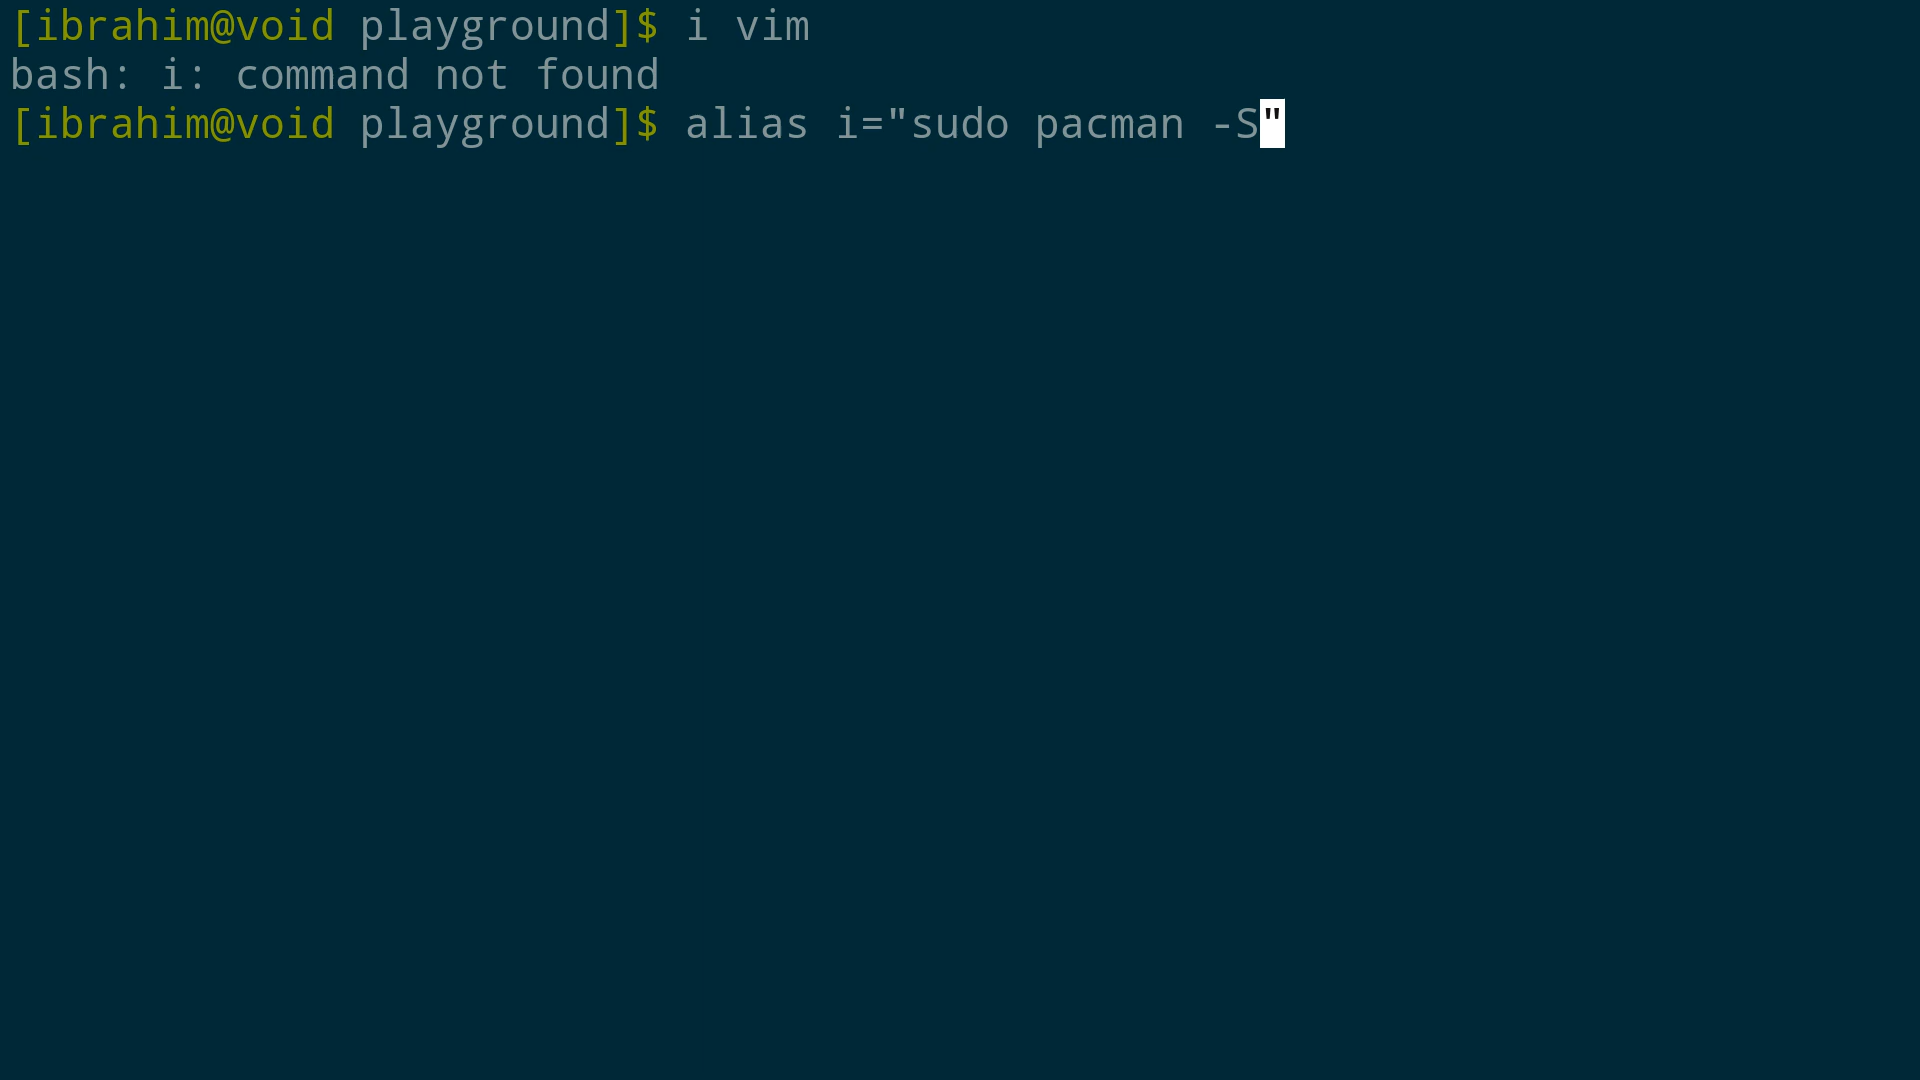 [ibrahim@void playground]$ i vim
bash: i: command not found
[ibrahim@void playground]$ alias i="sudo pacman -S"